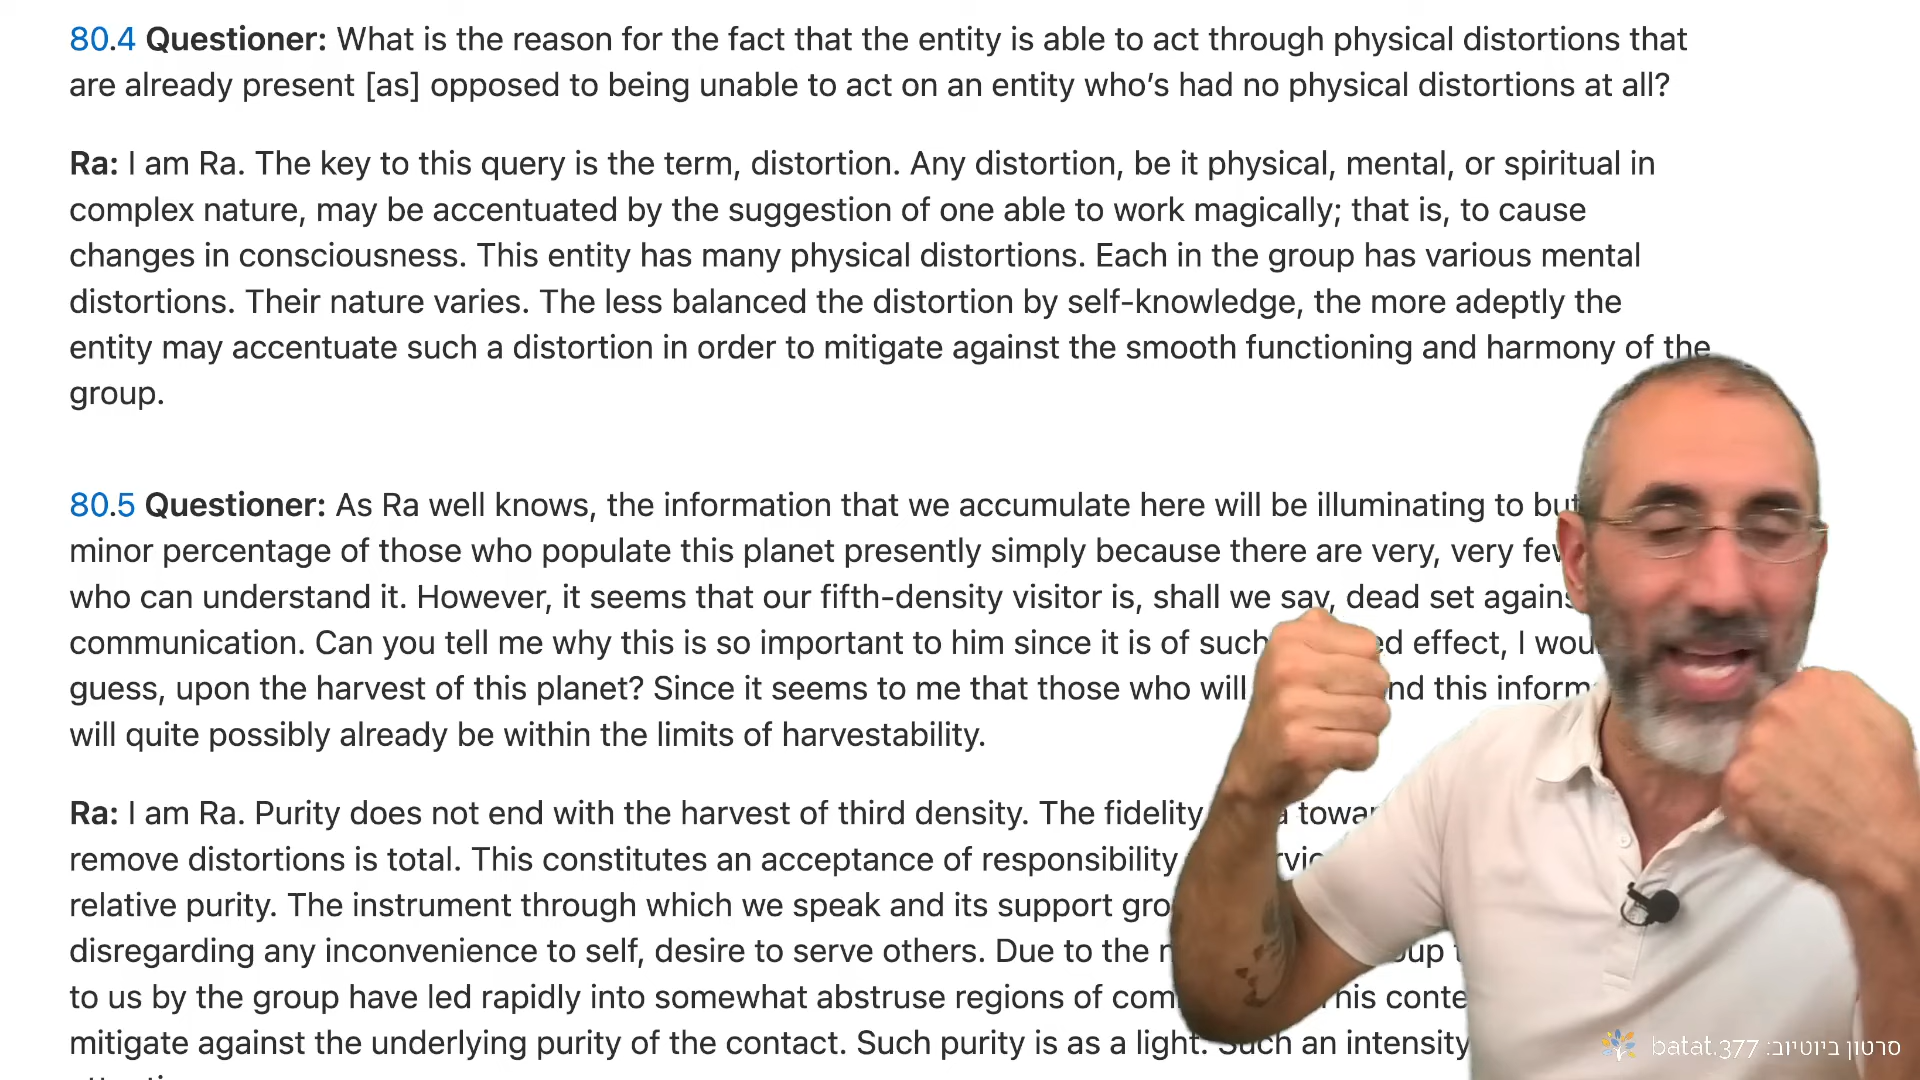 80.4 Questioner: What is the reason for the fact that the entity is able to act through physical distortions that
are already present [as] opposed to being unable to act on an entity who’s had no physical distortions at all?
Ra: I am Ra. The key to this query is the term, distortion. Any distortion, be it physical, mental, or spiritual in
complex nature, may be accentuated by the suggestion of one able to work magically; that is, to cause
changes in consciousness. This entity has many physical distortions. Each in the group has various mental
distortions. Their nature varies. The less balanced the distortion by self-knowledge, the more adeptly the
entity may accentuate such a distortion in order to mitigate against the smooth functioning and harmony of the
group.
80.5 Questioner: As Ra well knows, the information that we accumulate here will be illuminating to but
minor percentage of those who populate this planet presently simply because there are very, very few
who can understand it. However, it seems that our fifth-density visitor is, shall we say, dead set
communication. Can you tell me why this is so important to him since it is of such effect, I
guess, upon the harvest of this planet? Since it seems to me that those who will this
will quite possibly already be within the limits of harvestability.
Ra: I am Ra. Purity does not end with the harvest of third density. The fidelity
remove distortions is total. This constitutes an acceptance of responsibility
relative purity. The instrument through which we speak and its support
disregarding any inconvenience to self, desire to serve others. Due to the
to us by the group have led rapidly into somewhat abstruse regions of
mitigate against the underlying purity of the contact. Such purity is as a light. Such an intensity
סרטון ביוטיוב: batat.377